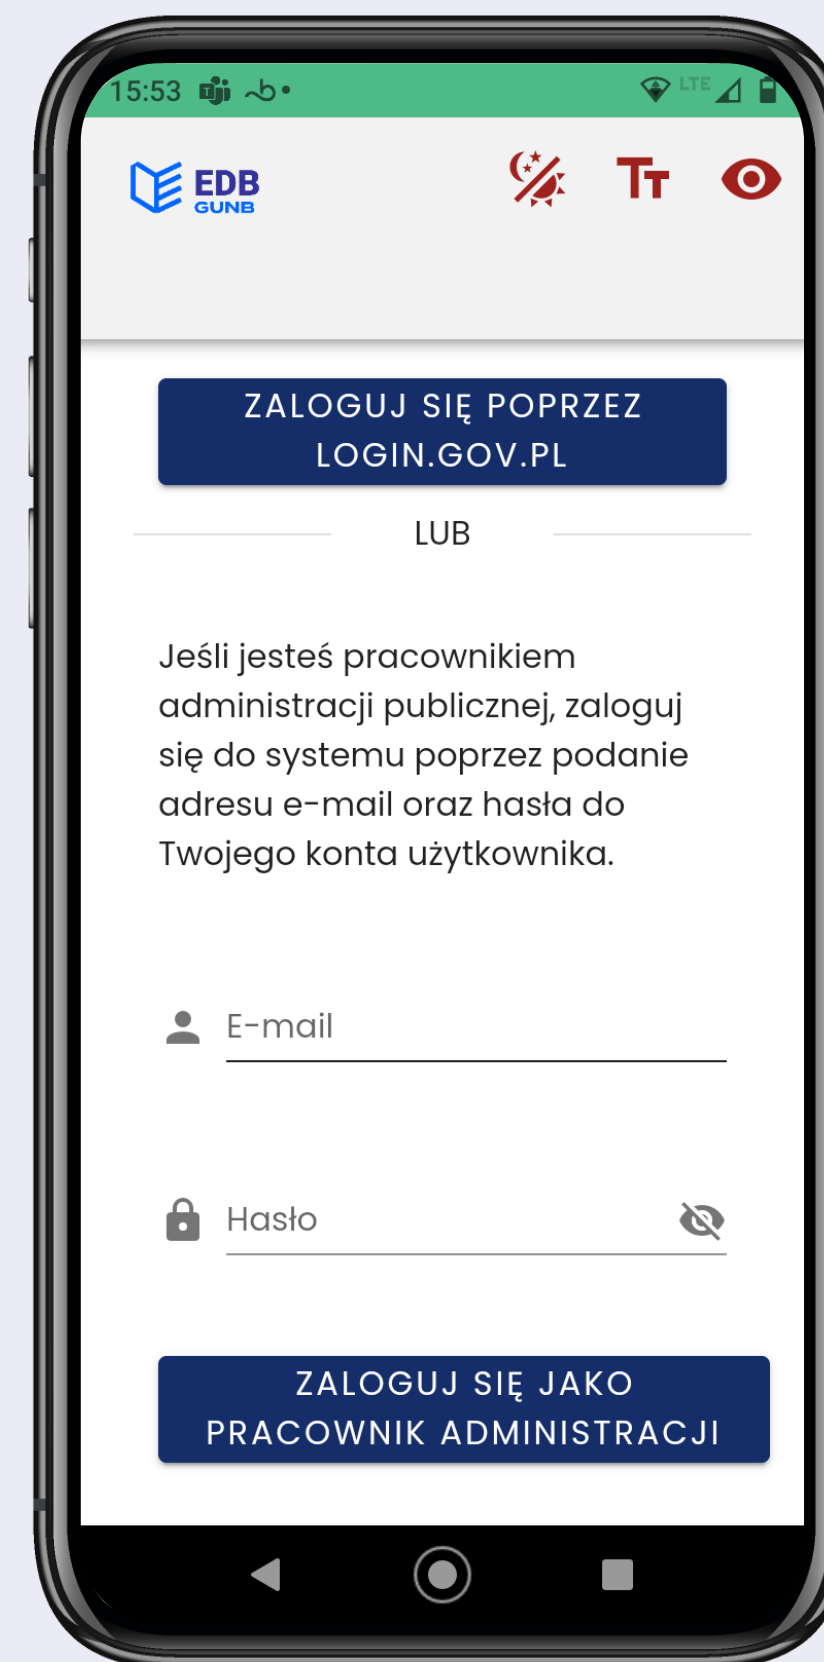 15:53
LTE
EDB
GUNB
TT
ZALOGUJ SIĘ POPRZEZ
LOGIN.GOV.PL
LUB
Jeśli jesteś pracownikiem
administracji publicznej, zaloguj
się do systemu poprzez podanie
adresu e-mail oraz hasła do
Twojego konta użytkownika.
E-mail
Hasło
ZALOGUJ SIĘ JAKO
PRACOWNIK ADMINISTRACJI